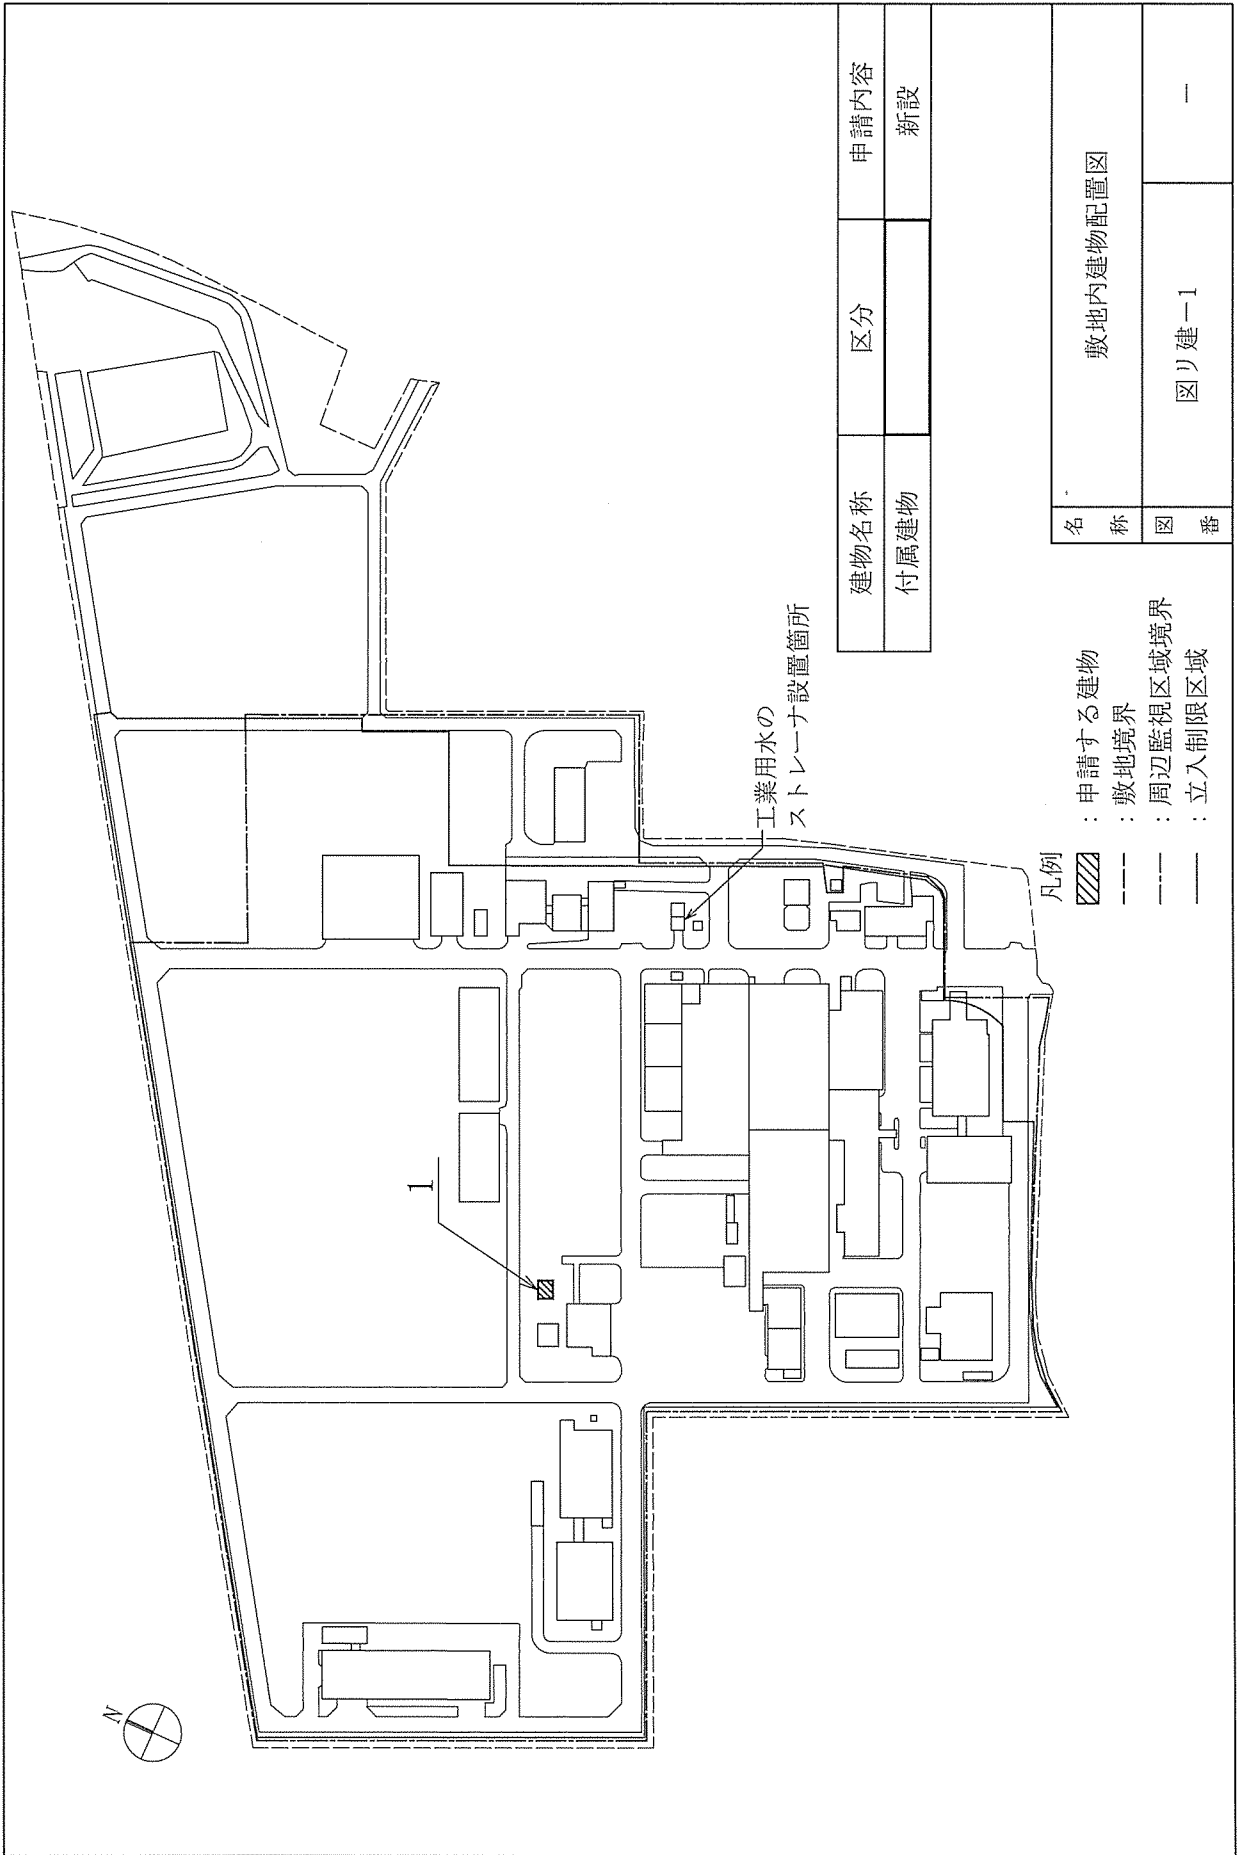 N
1
工業用水の
ストレーナ設置箇所
建物名称 区分 申請内容
付属建物 新設
凡例
：申請する建物
：敷地境界
：周辺監視区域境界
：立入制限区域
名称 敷地内建物配置図
図番 図リ建－1 －